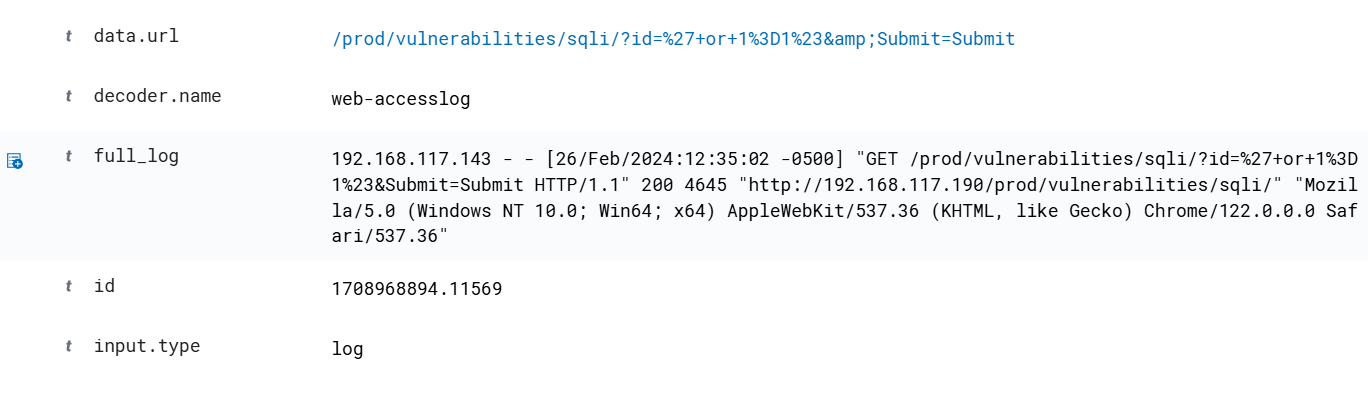 t data.url /prod/vulnerabilities/sqli/?id=%27+or+1%3D1%23&amp;Submit=Submit
t decoder.name web-accesslog
t full_log 192.168.117.143 - - [26/Feb/2024:12:35:02 -0500] "GET /prod/vulnerabilities/sqli/?id=%27+or+1%3D
1%23&Submit=Submit HTTP/1.1" 200 4645 "http://192.168.117.190/prod/vulnerabilities/sqli/" "Mozil
la/5.0 (Windows NT 10.0; Win64; x64) AppleWebKit/537.36 (KHTML, like Gecko) Chrome/122.0.0.0 Saf
ari/537.36"
t id 1708968894.11569
t input.type log